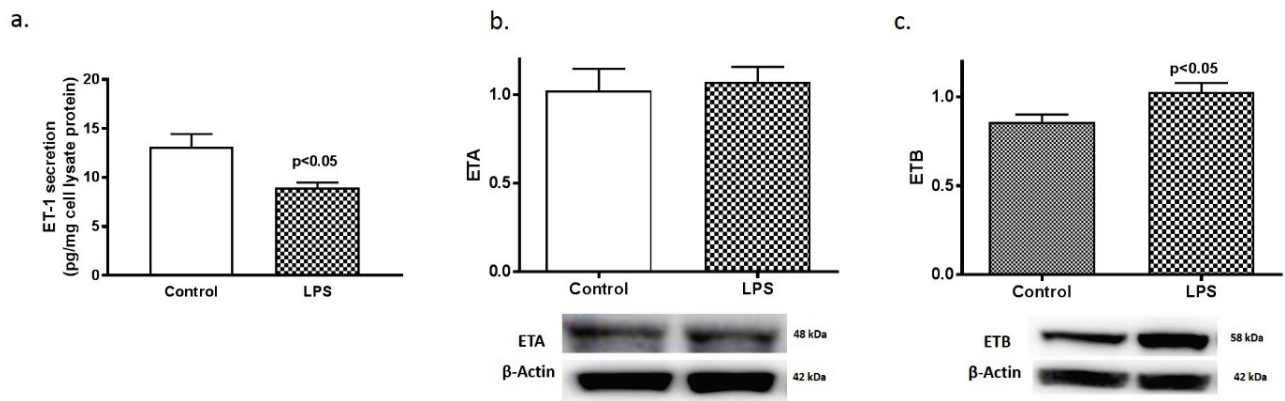 a.
ET-1 secretion
(pg/mg cell lysate protein)
20
15
10
5
0
p<0.05
Control
LPS
b.
ETA
1.0
0.5
0.0
Control
LPS
ETA
48 kDa
β-Actin
42 kDa
c.
ETB
1.0
0.5
0.0
p<0.05
Control
LPS
ETB
58 kDa
β-Actin
42 kDa